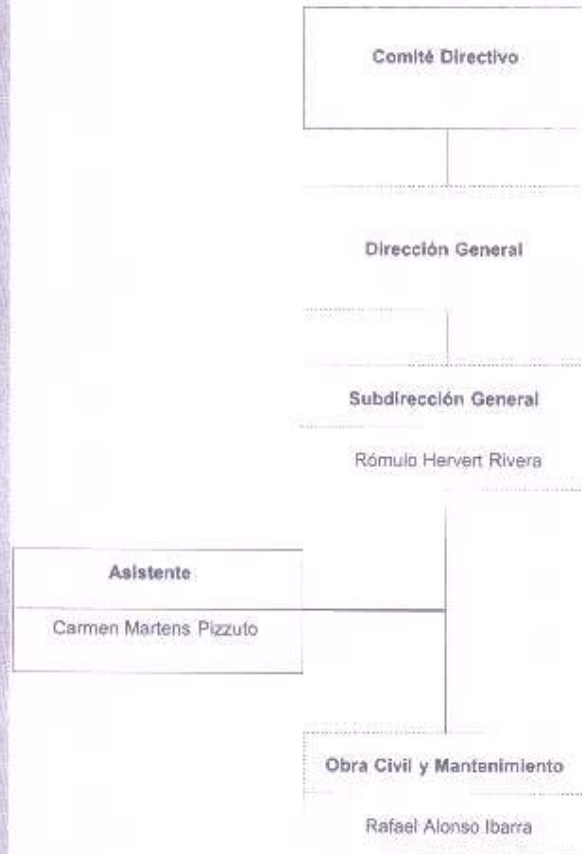 Comité Directivo
Dirección General
Subdirección General
Rómulo Hervert Rivera
Asistente
Carmen Martens Pizzuto
Obra Civil y Mantenimiento
Rafael Alonso Ibarra